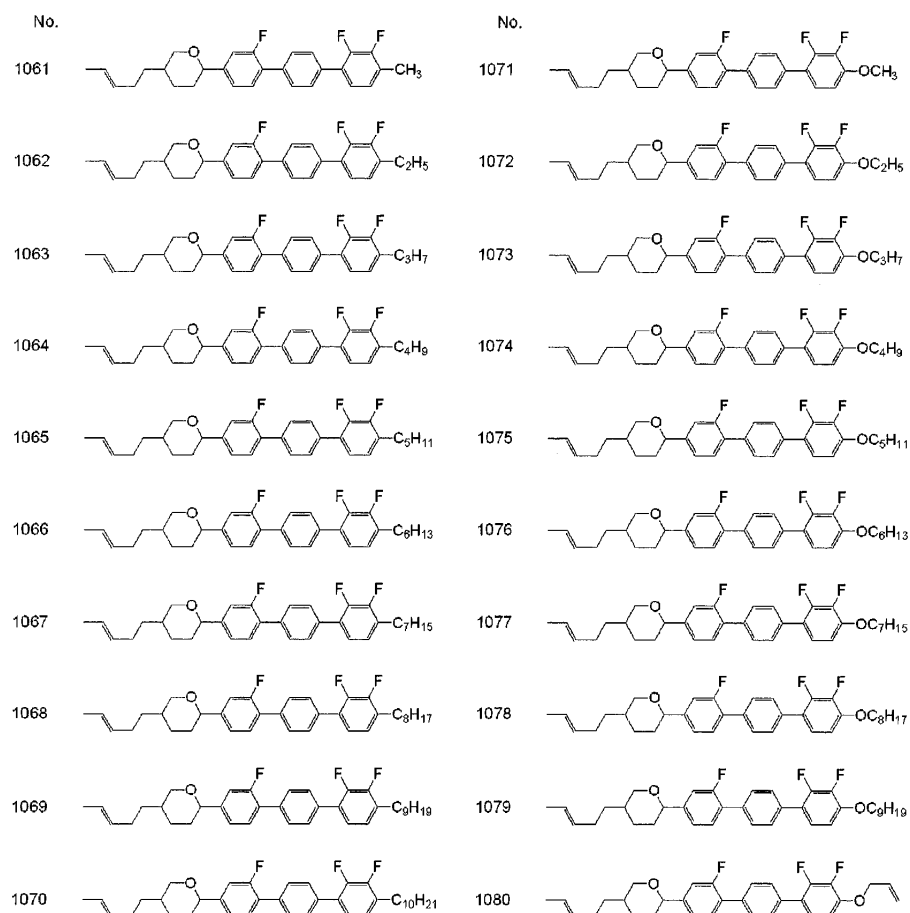 No.
No.
1061
O
F
F
F
CH3
1071
O
F
F
F
OCH3
1062
O
F
F
F
C2H5
1072
O
F
F
F
OC2H5
1063
O
F
F
F
C3H7
1073
O
F
F
F
OC3H7
1064
O
F
F
F
C4H9
1074
O
F
F
F
OC4H9
1065
O
F
F
F
C5H11
1075
O
F
F
F
OC5H11
1066
O
F
F
F
C6H13
1076
O
F
F
F
OC6H13
1067
O
F
F
F
C7H15
1077
O
F
F
F
OC7H15
1068
O
F
F
F
C8H17
1078
O
F
F
F
OC8H17
1069
O
F
F
F
C9H19
1079
O
F
F
F
OC9H19
1070
O
F
F
F
C10H21
1080
O
F
F
F
O